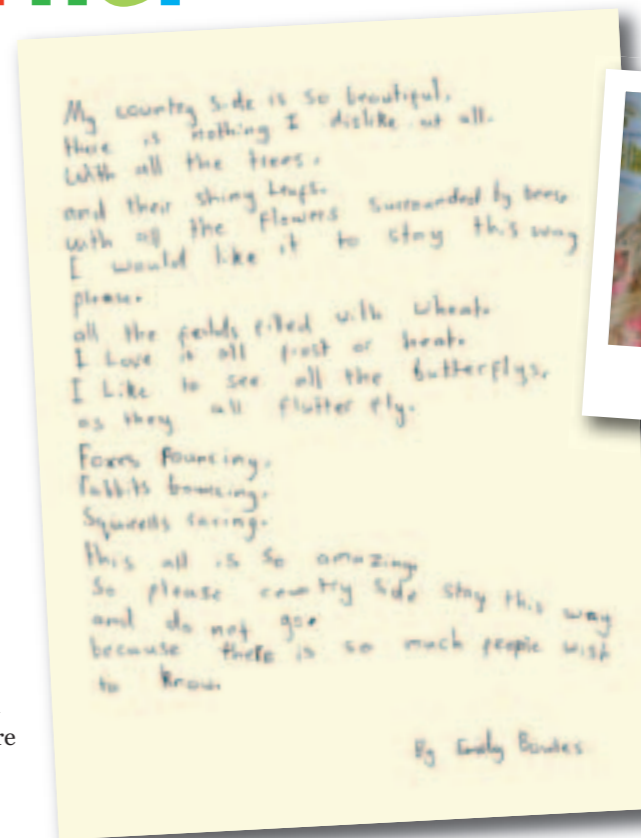 My country side is so beautiful.
there is nothing I dislike at all.
With all the trees.
and their shiny leafs.
with all the flowers surrounded by bees
I would like it to stay this way
please.
all the feilds filled with wheat.
I Love it all frost or heat.
I Like to see all the butterflys.
as they all flutter fly.
Foxes Pouncing.
rabbits bouncing.
Squirells
this all is so amazing
So please country side stay this way
and do not go.
because there is so much people wish
to know.
By Emily Bowles
re